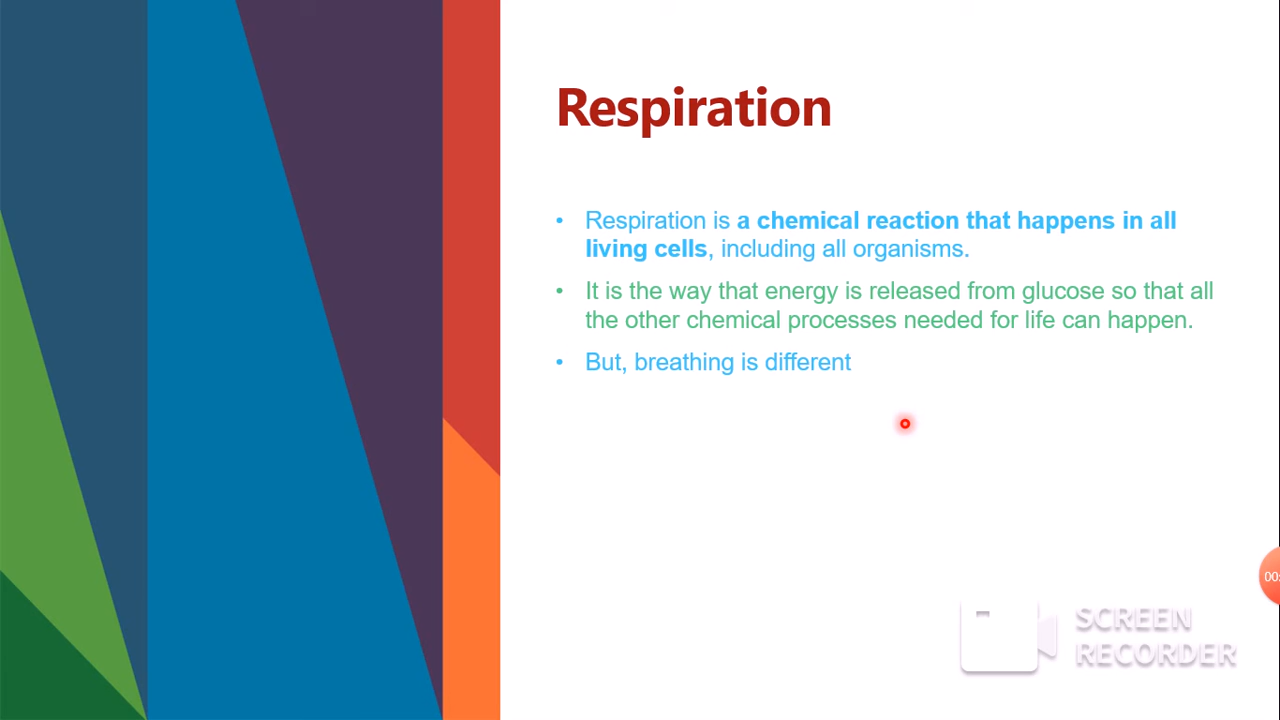 Respiration
• Respiration is a chemical reaction that happens in all
living cells, including all organisms.
• It is the way that energy is released from glucose so that all
the other chemical processes needed for life can happen.
• But, breathing is different
00:
SCREEN
RECORDER